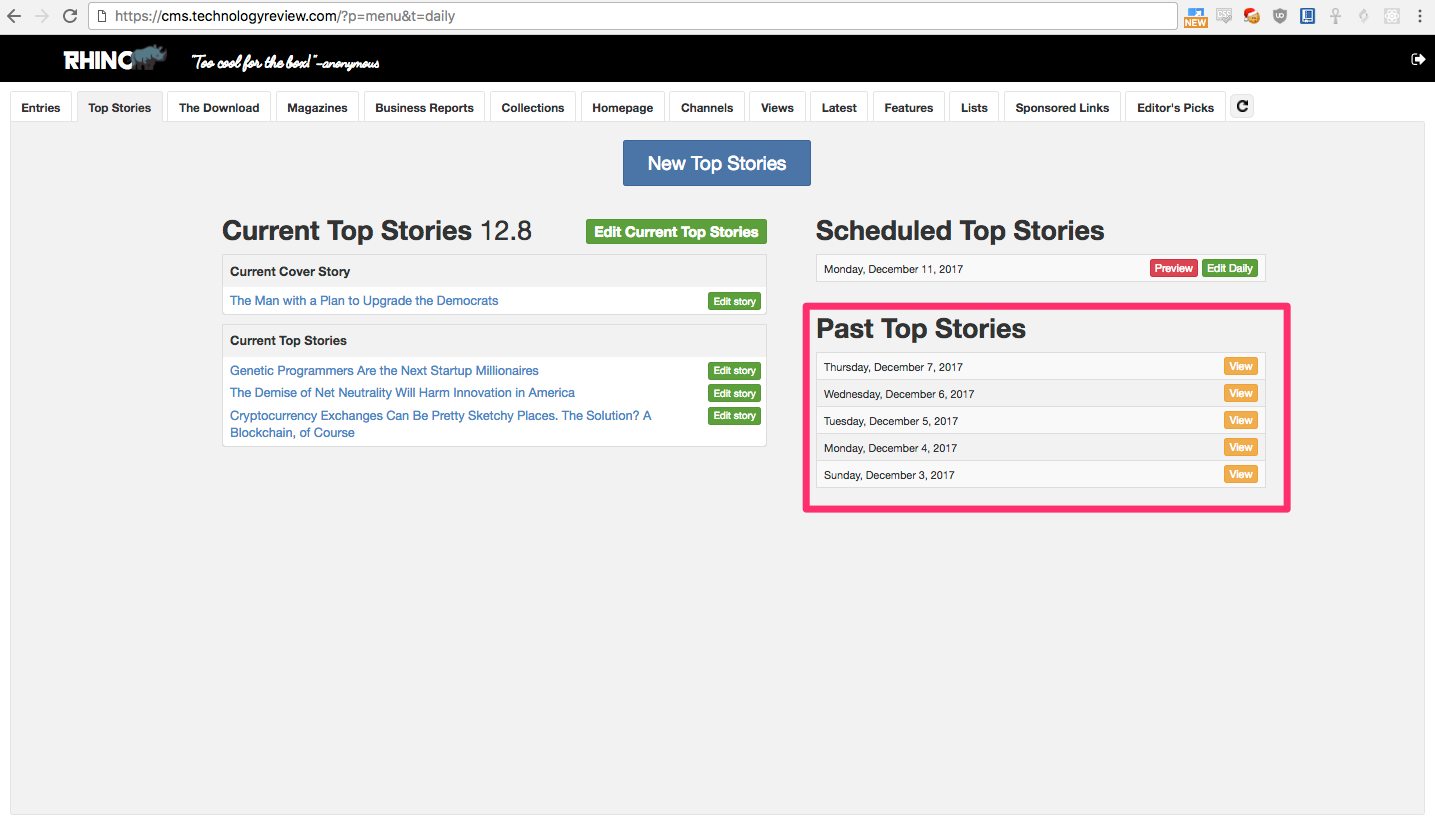 https://cms.technologyreview.com/?p=menu&t=daily
NEW
CSS
RHINO
"Too cool for the box!" -anonymous
Entries
Top Stories
The Download
Magazines
Business Reports
Collections
Homepage
Channels
Views
Latest
Features
Lists
Sponsored Links
Editor's Picks
New Top Stories
Current Top Stories 12.8
Edit Current Top Stories
Current Cover Story
The Man with a Plan to Upgrade the Democrats
Edit story
Current Top Stories
Genetic Programmers Are the Next Startup Millionaires
Edit story
The Demise of Net Neutrality Will Harm Innovation in America
Edit story
Cryptocurrency Exchanges Can Be Pretty Sketchy Places. The Solution? A
Blockchain, of Course
Edit story
Scheduled Top Stories
Monday, December 11, 2017
Preview
Edit Daily
Past Top Stories
Thursday, December 7, 2017
View
Wednesday, December 6, 2017
View
Tuesday, December 5, 2017
View
Monday, December 4, 2017
View
Sunday, December 3, 2017
View